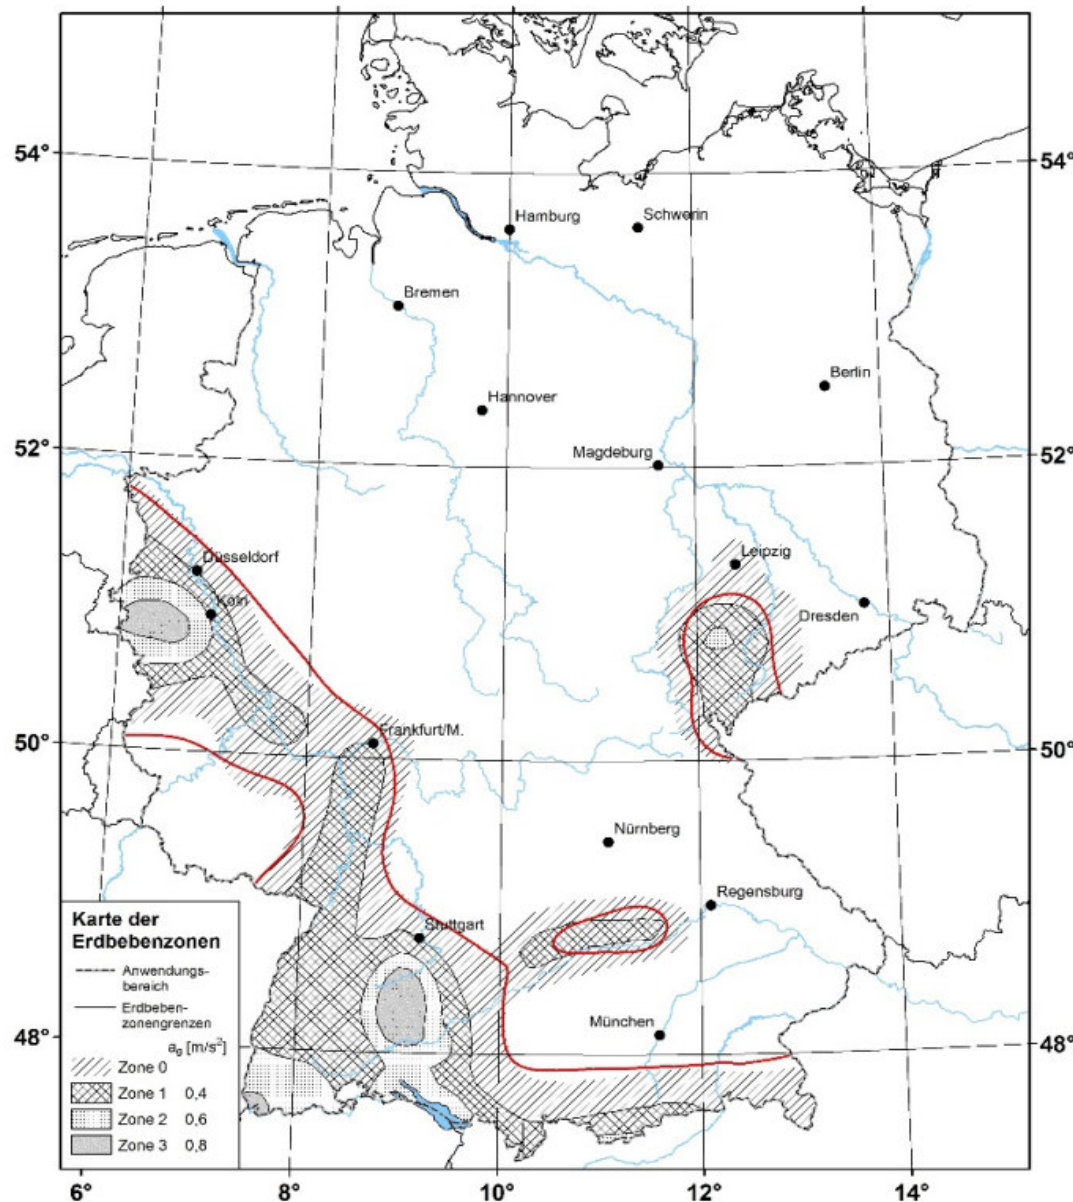 54°
54°
Hamburg
Schwerin
Bremen
Berlin
Hannover
52°
52°
Magdeburg
Düsseldorf
Leipzig
Köln
Dresden
50°
50°
Frankfurt/M.
Nürnberg
Regensburg
Stuttgart
München
48°
48°
Karte der
Erdbebenzonen
Anwendungs-
bereich
Erdbeben-
zonengrenzen
ag [m/s²]
Zone 0
Zone 1 0,4
Zone 2 0,6
Zone 3 0,8
6° 8° 10° 12° 14°